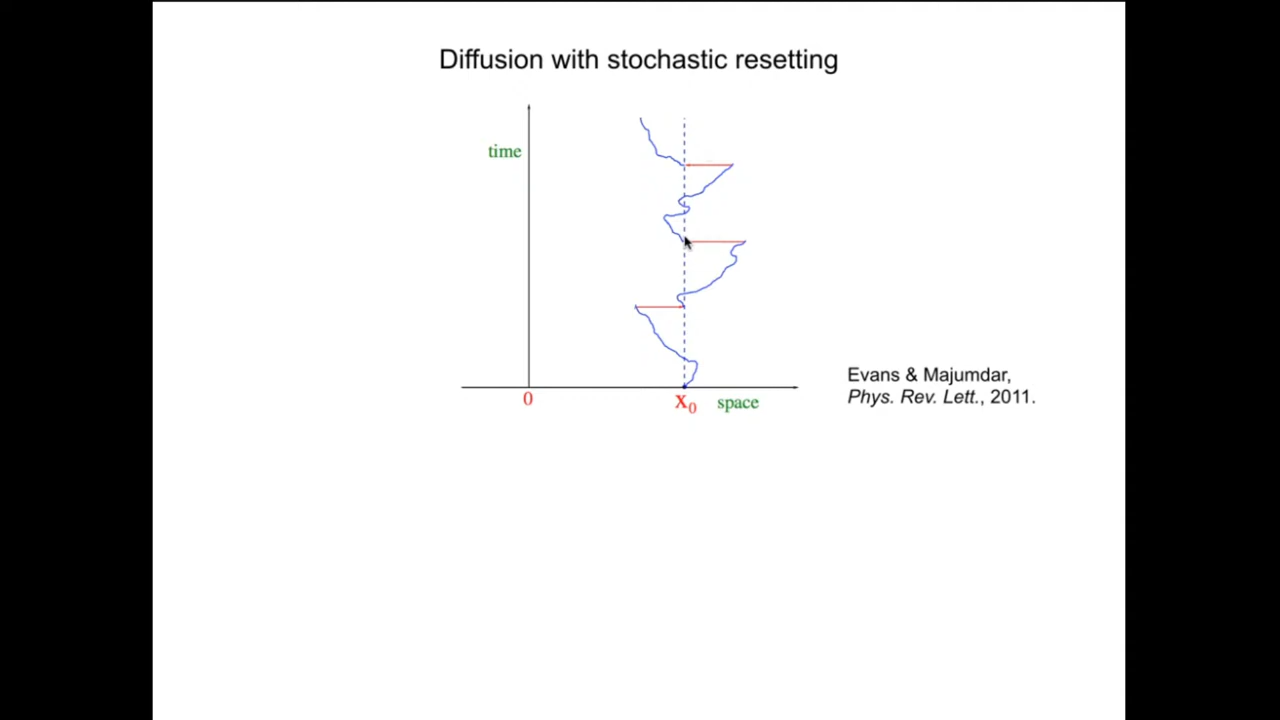 Diffusion with stochastic resetting
time
Evans & Majumdar,
Phys. Rev. Lett., 2011.
0
X0
space